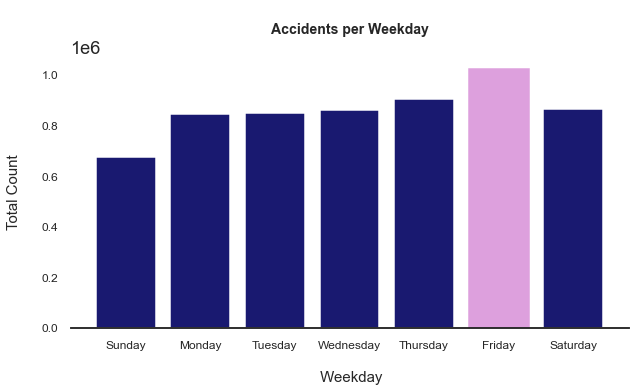 Accidents per Weekday
1e6
1.0
0.8
0.6
0.4
0.2
0.0
Total Count
Sunday Monday Tuesday Wednesday Thursday Friday Saturday
Weekday